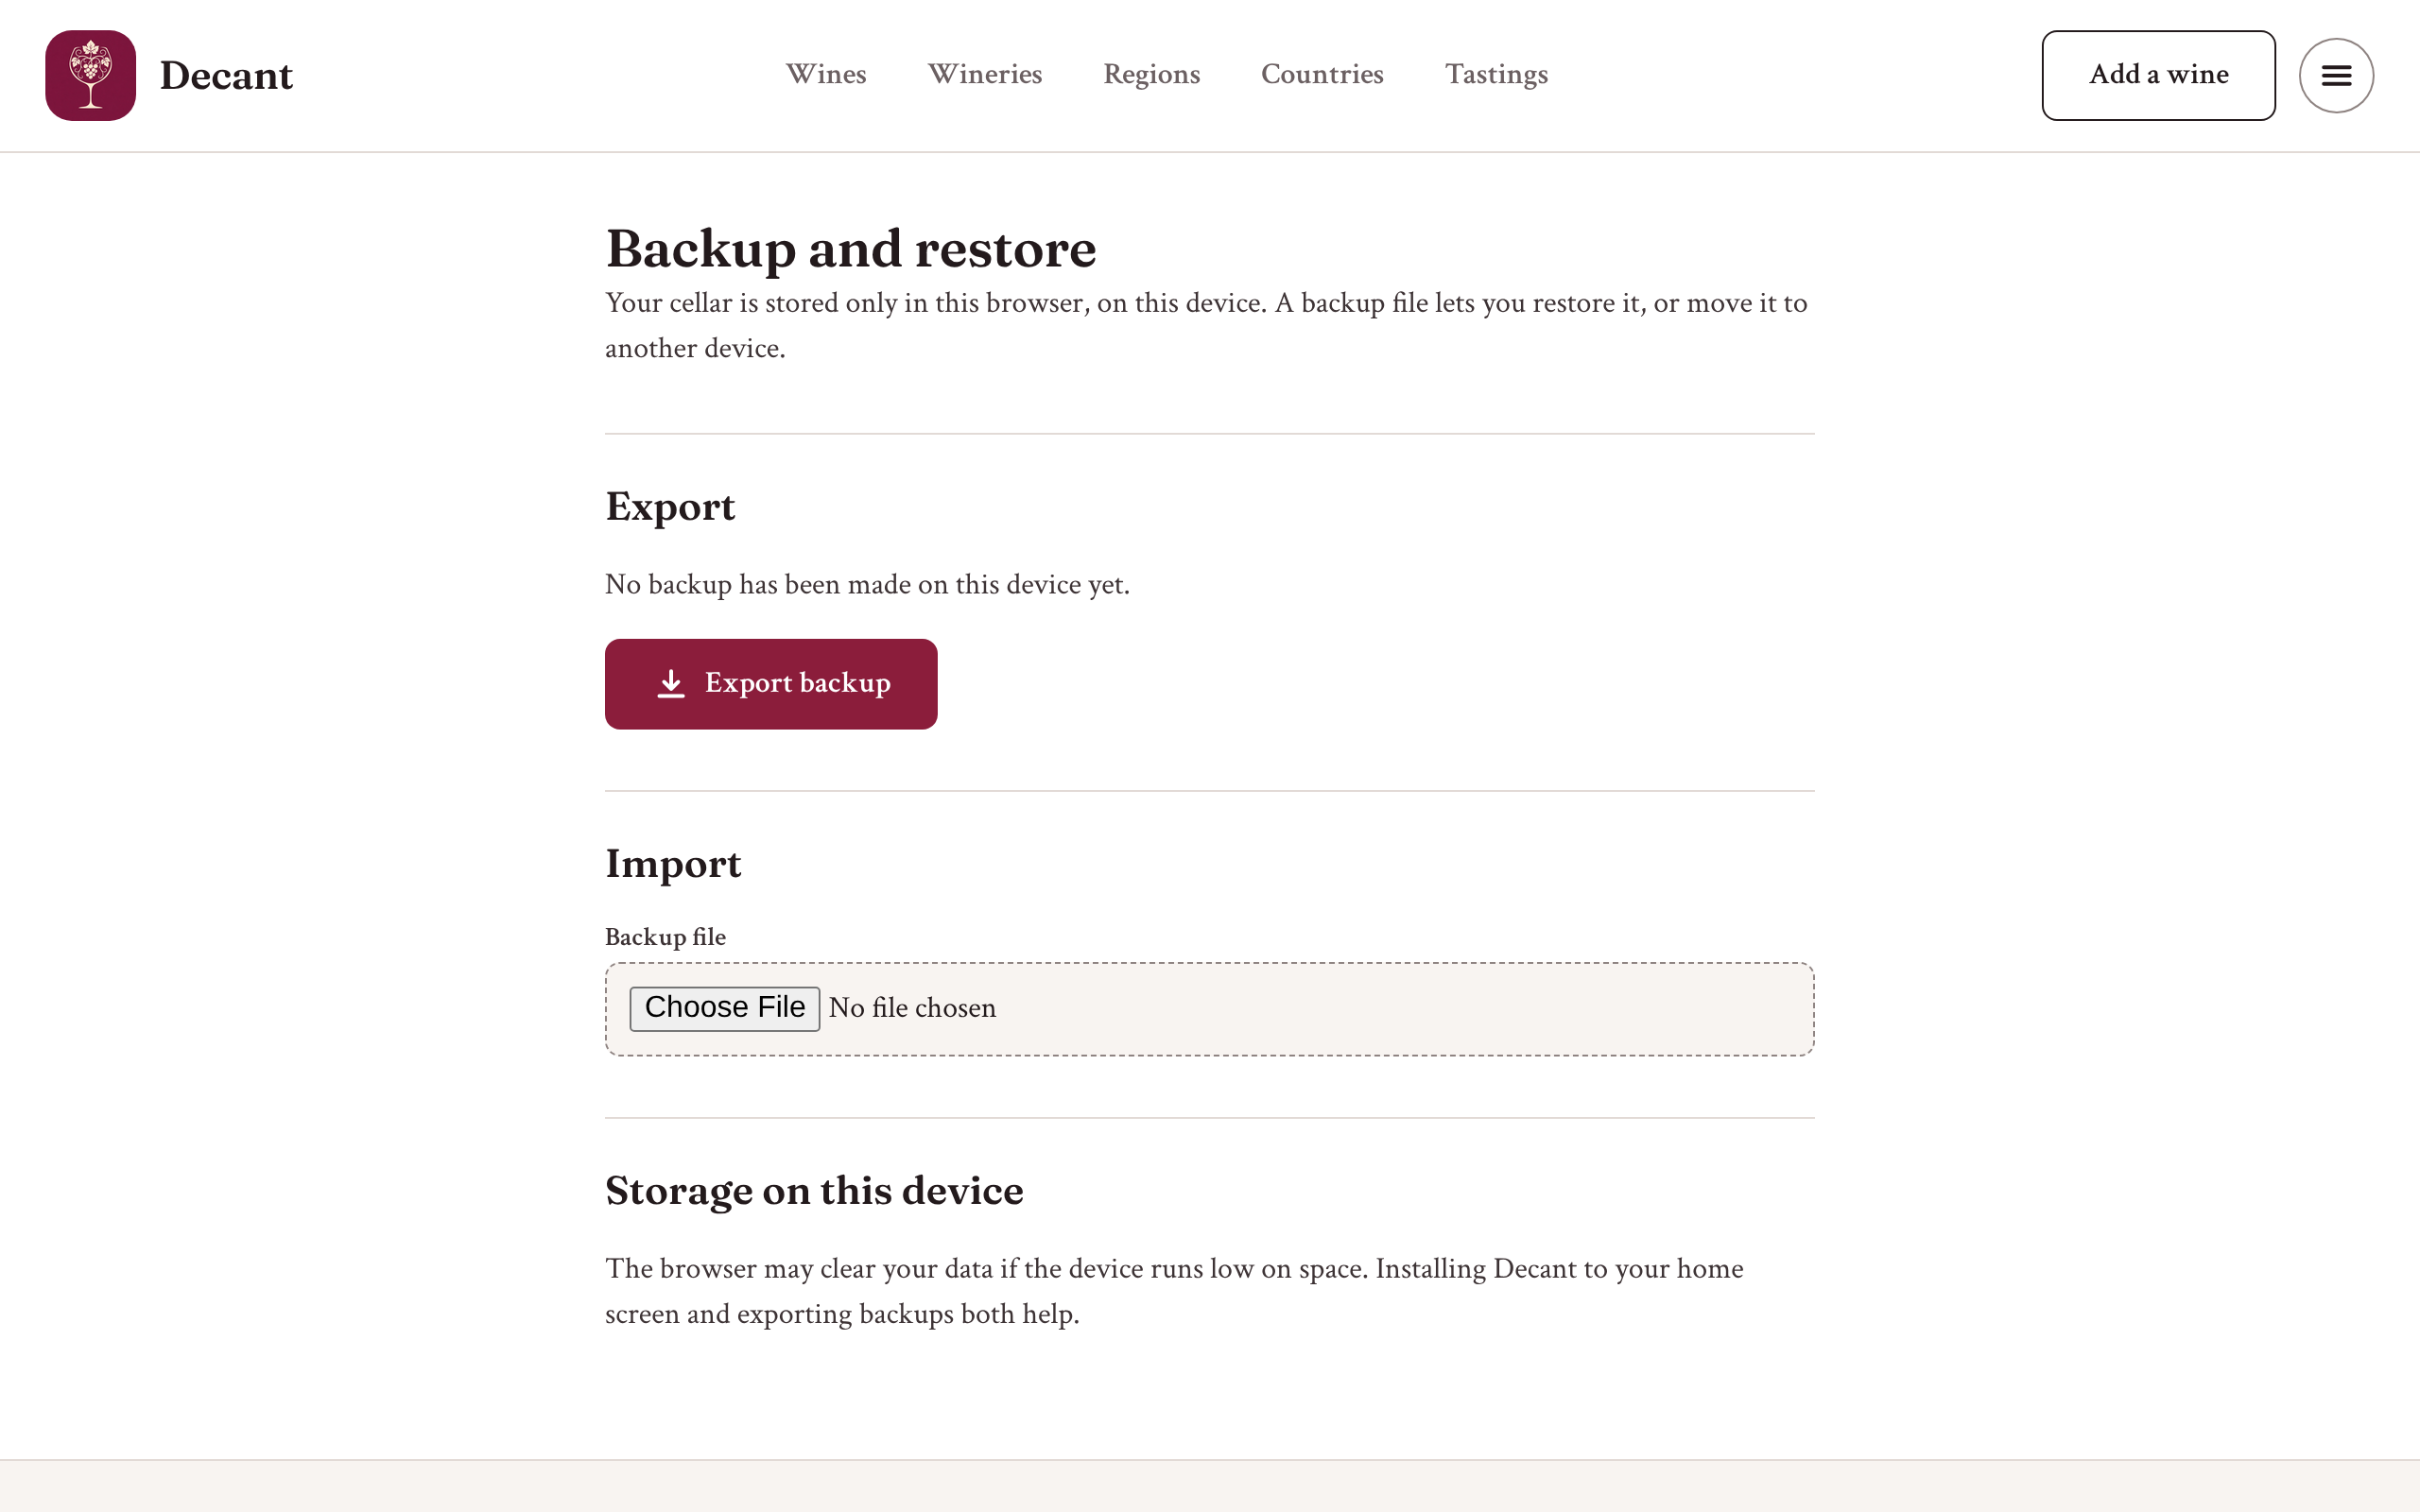 Decant
Wines
Wineries
Regions
Countries
Tastings
Add a wine
Backup and restore
Your cellar is stored only in this browser, on this device. A backup file lets you restore it, or move it to
another device.
Export
No backup has been made on this device yet.
Export backup
Import
Backup file
Choose File No file chosen
Storage on this device
The browser may clear your data if the device runs low on space. Installing Decant to your home
screen and exporting backups both help.